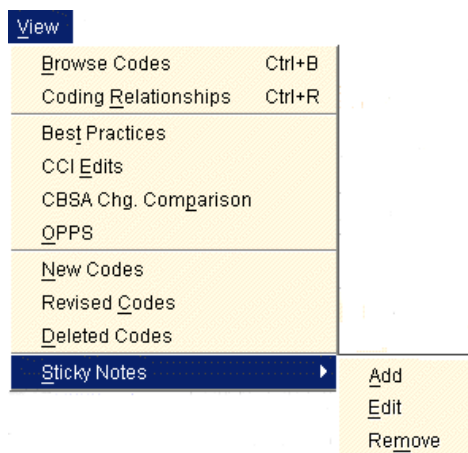 View
Browse Codes Ctrl+B
Coding Relationships Ctrl+R
Best Practices
CCI Edits
CBSA Chg. Comparison
OPPS
New Codes
Revised Codes
Deleted Codes
Sticky Notes
Add
Edit
Remove